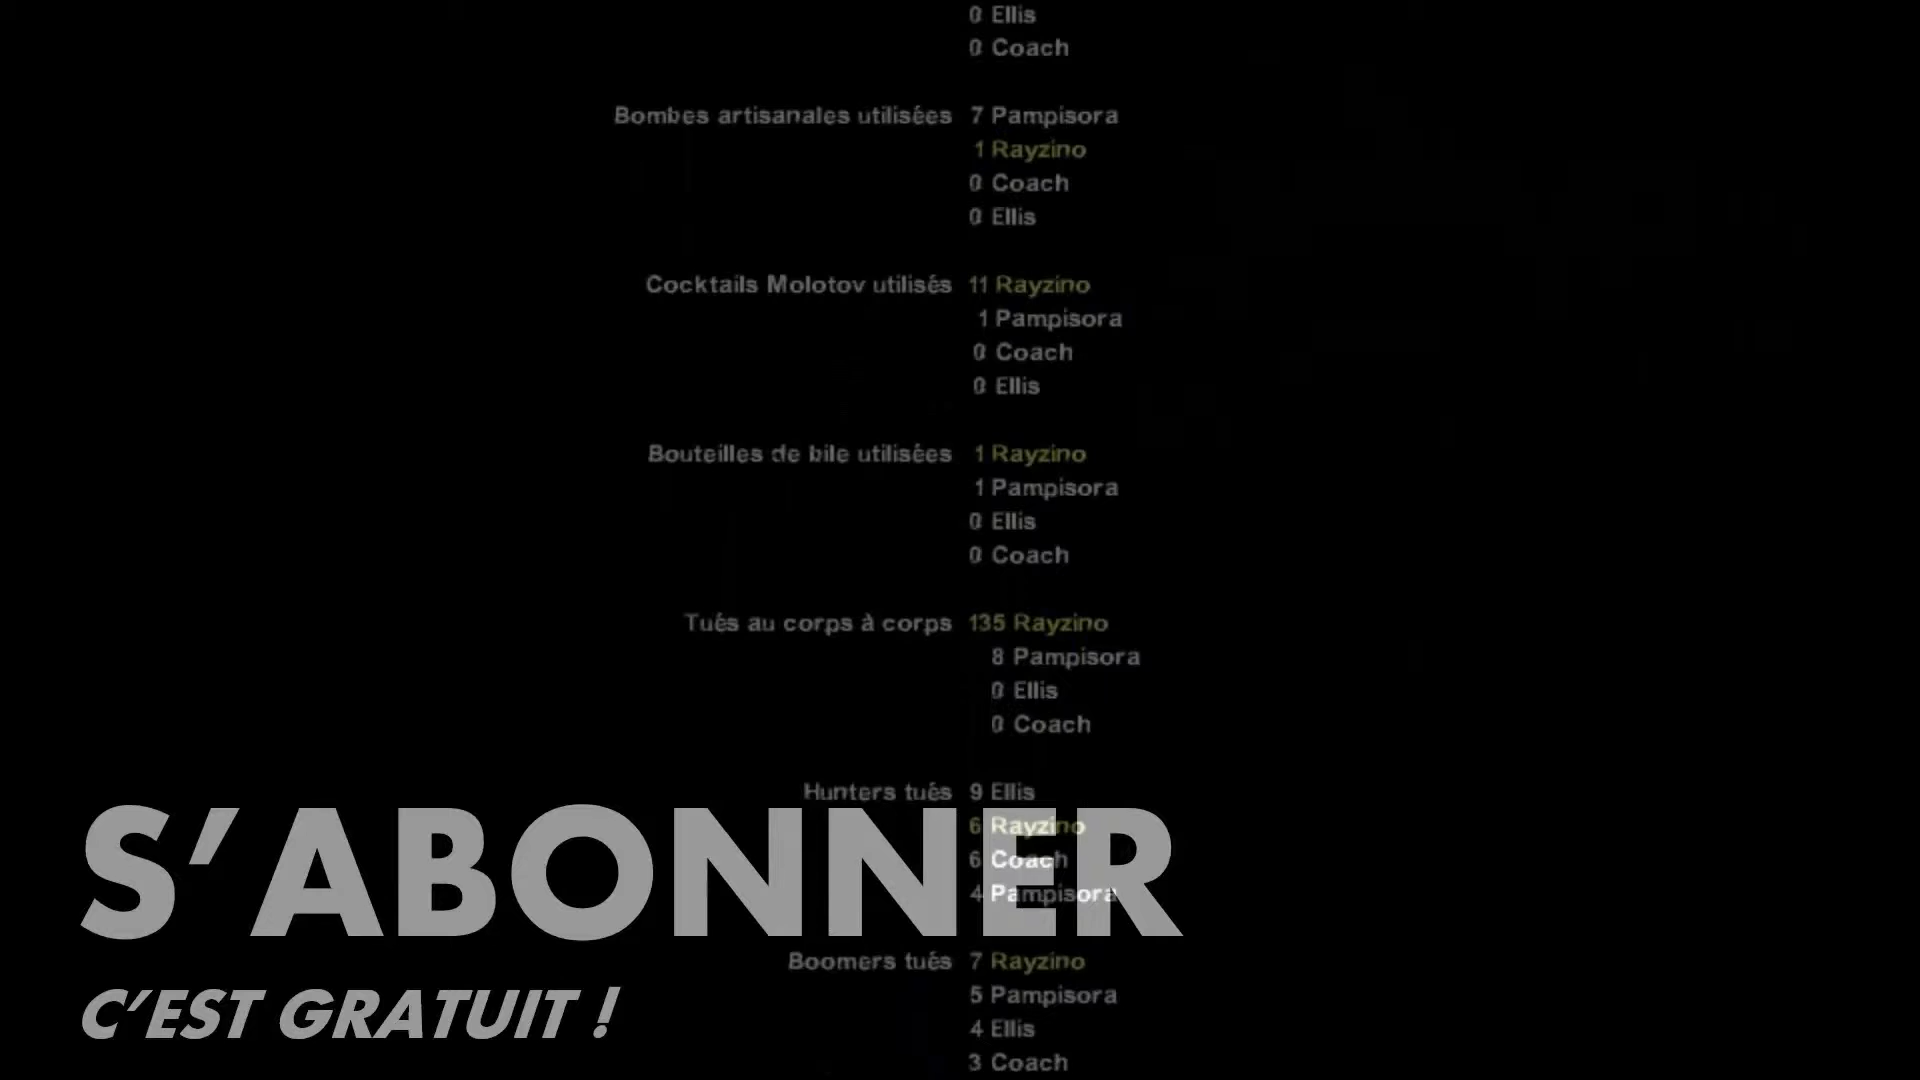 0 Ellis
0 Coach
Bombes artisanales utilisées 7 Pampisora
1 Rayzino
0 Coach
0 Ellis
Cocktails Molotov utilisés 11 Rayzino
1 Pampisora
0 Coach
0 Ellis
Bouteilles de bile utilisées 1 Rayzino
1 Pampisora
0 Ellis
0 Coach
Tués au corps à corps 135 Rayzino
8 Pampisora
0 Ellis
0 Coach
Hunters tués 9 Ellis
6 Rayzino
6 Coach
4 Pampisora
Boomers tués 7 Rayzino
5 Pampisora
4 Ellis
3 Coach
S'ABONNER
C'EST GRATUIT !